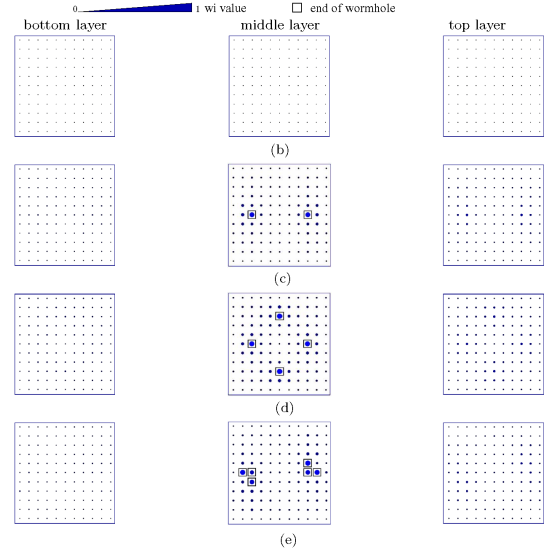 0 1 wi value end of wormhole
bottom layer middle layer top layer
(b)
(c)
(d)
(e)